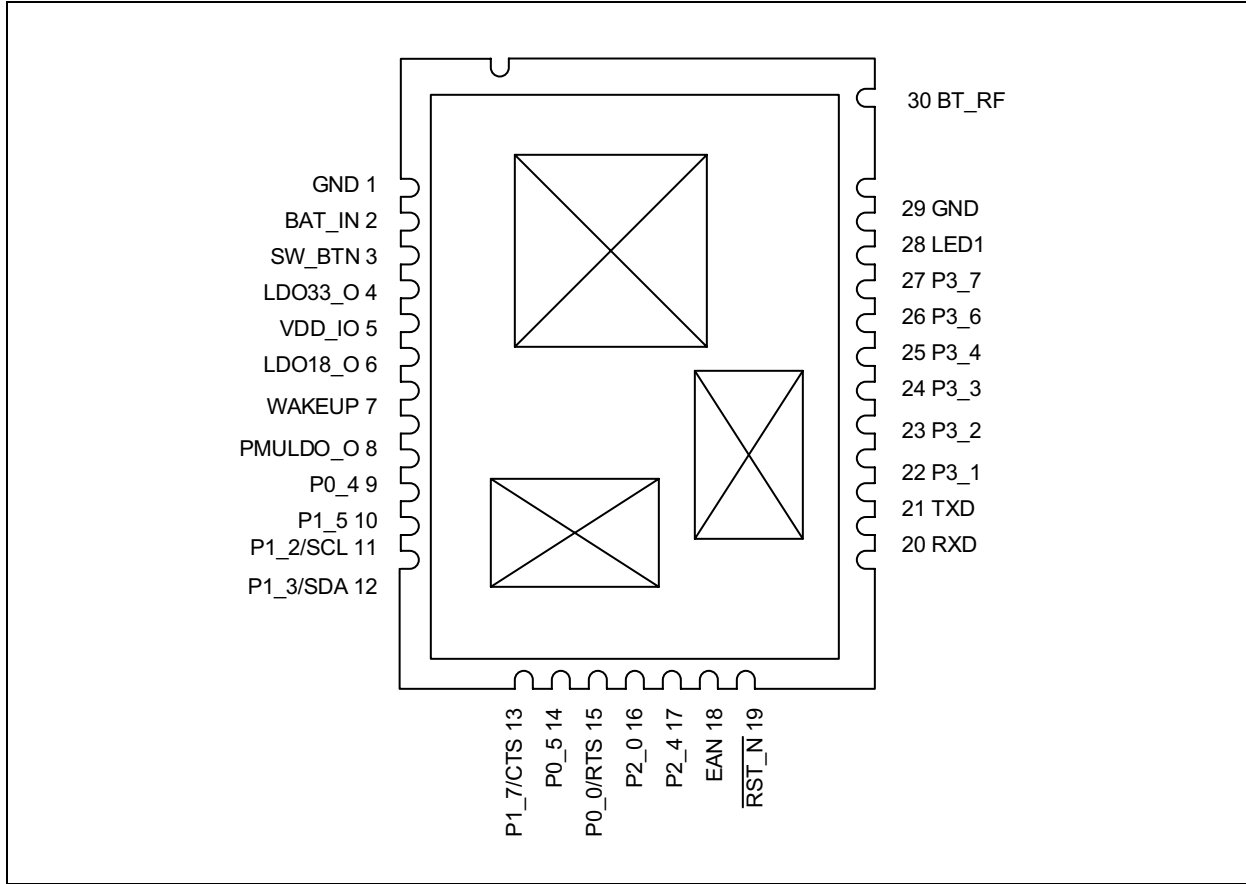 30 BT_RF
GND 1
BAT_IN 2
SW_BTN 3
LDO33_O 4
VDD_IO 5
LDO18_O 6
WAKEUP 7
PMULDO_O 8
P0_4 9
P1_5 10
P1_2/SCL 11
P1_3/SDA 12
29 GND
28 LED1
27 P3_7
26 P3_6
25 P3_4
24 P3_3
23 P3_2
22 P3_1
21 TXD
20 RXD
P1_7/CTS 13
P0_5 14
P0_0/RTS 15
P2_0 16
P2_4 17
EAN 18
RST_N 19